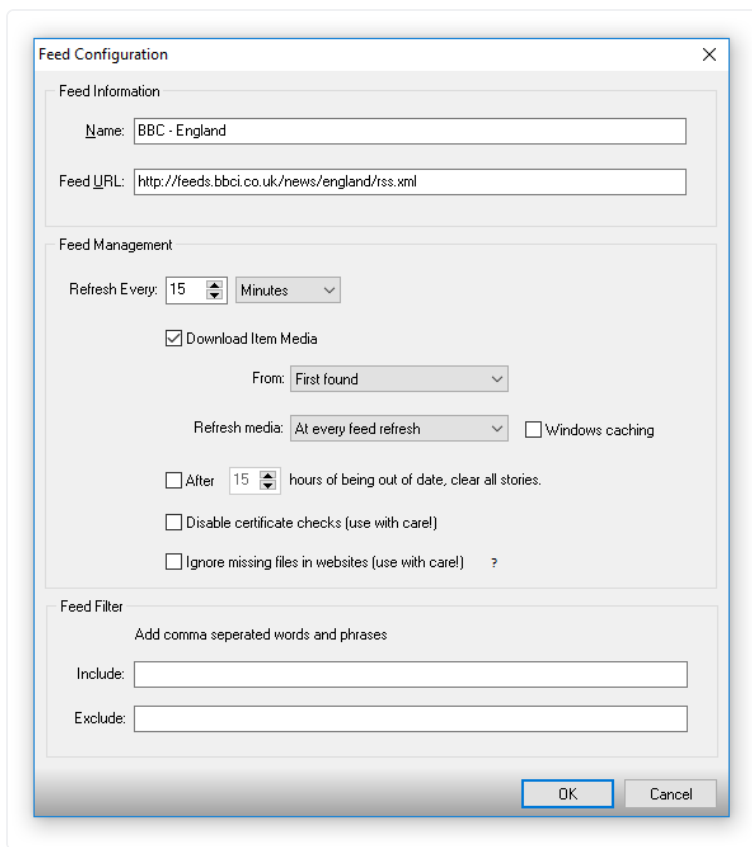 Feed Configuration
Feed Information
Name: BBC - England
Feed URL: http://feeds.bbci.co.uk/news/england/rss.xml
Feed Management
Refresh Every: 15 Minutes
Download Item Media
From: First found
Refresh media: At every feed refresh Windows caching
After 15 hours of being out of date, clear all stories.
Disable certificate checks (use with care!)
Ignore missing files in websites (use with care!) ?
Feed Filter
Add comma seperated words and phrases
Include:
Exclude:
OK Cancel